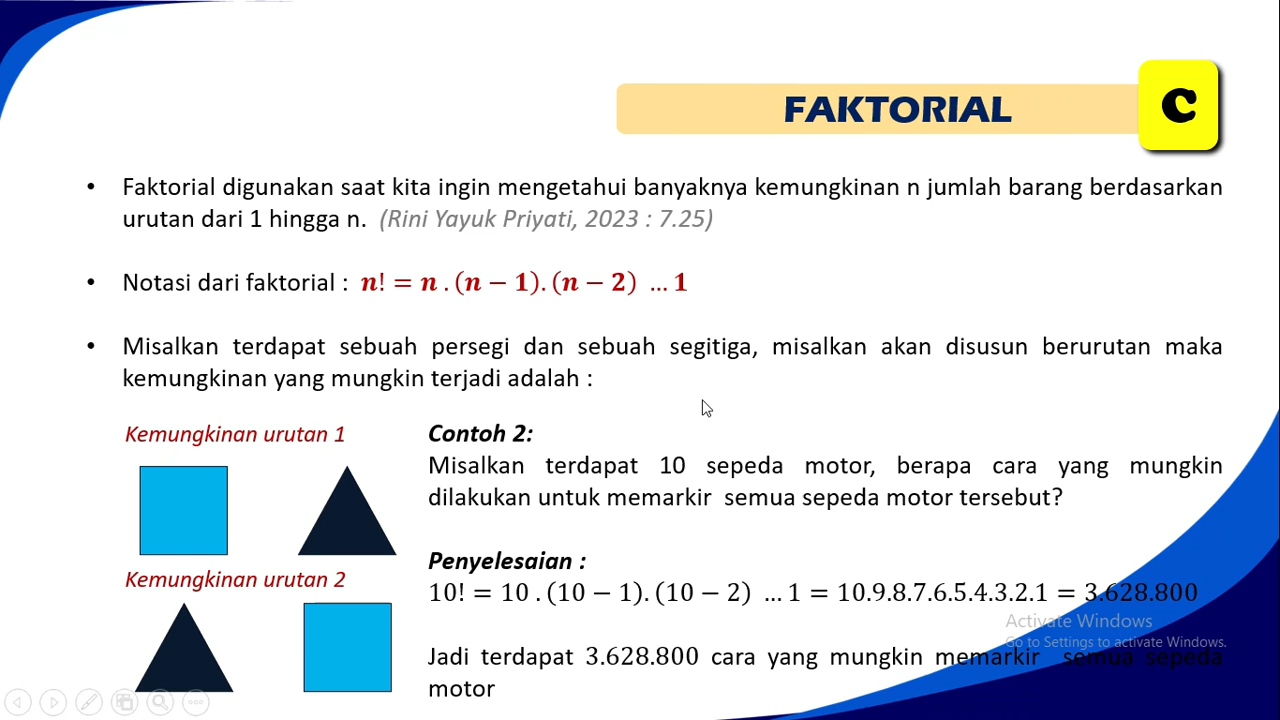 FAKTORIAL
C
• Faktorial digunakan saat kita ingin mengetahui banyaknya kemungkinan n jumlah barang berdasarkan
urutan dari 1 hingga n. (Rini Yayuk Priyati, 2023 : 7.25)
• Notasi dari faktorial : n! = n . (n − 1). (n − 2) … 1
• Misalkan terdapat sebuah persegi dan sebuah segitiga, misalkan akan disusun berurutan maka
kemungkinan yang mungkin terjadi adalah :
Kemungkinan urutan 1
Kemungkinan urutan 2
Contoh 2:
Misalkan terdapat 10 sepeda motor, berapa cara yang mungkin
dilakukan untuk memarkir semua sepeda motor tersebut?
Penyelesaian :
10! = 10 . (10 − 1). (10 − 2) … 1 = 10.9.8.7.6.5.4.3.2.1 = 3.628.800
Jadi terdapat 3.628.800 cara yang mungkin memarkir semua sepeda
motor
Activate Windows
Go to Settings to activate Windows.